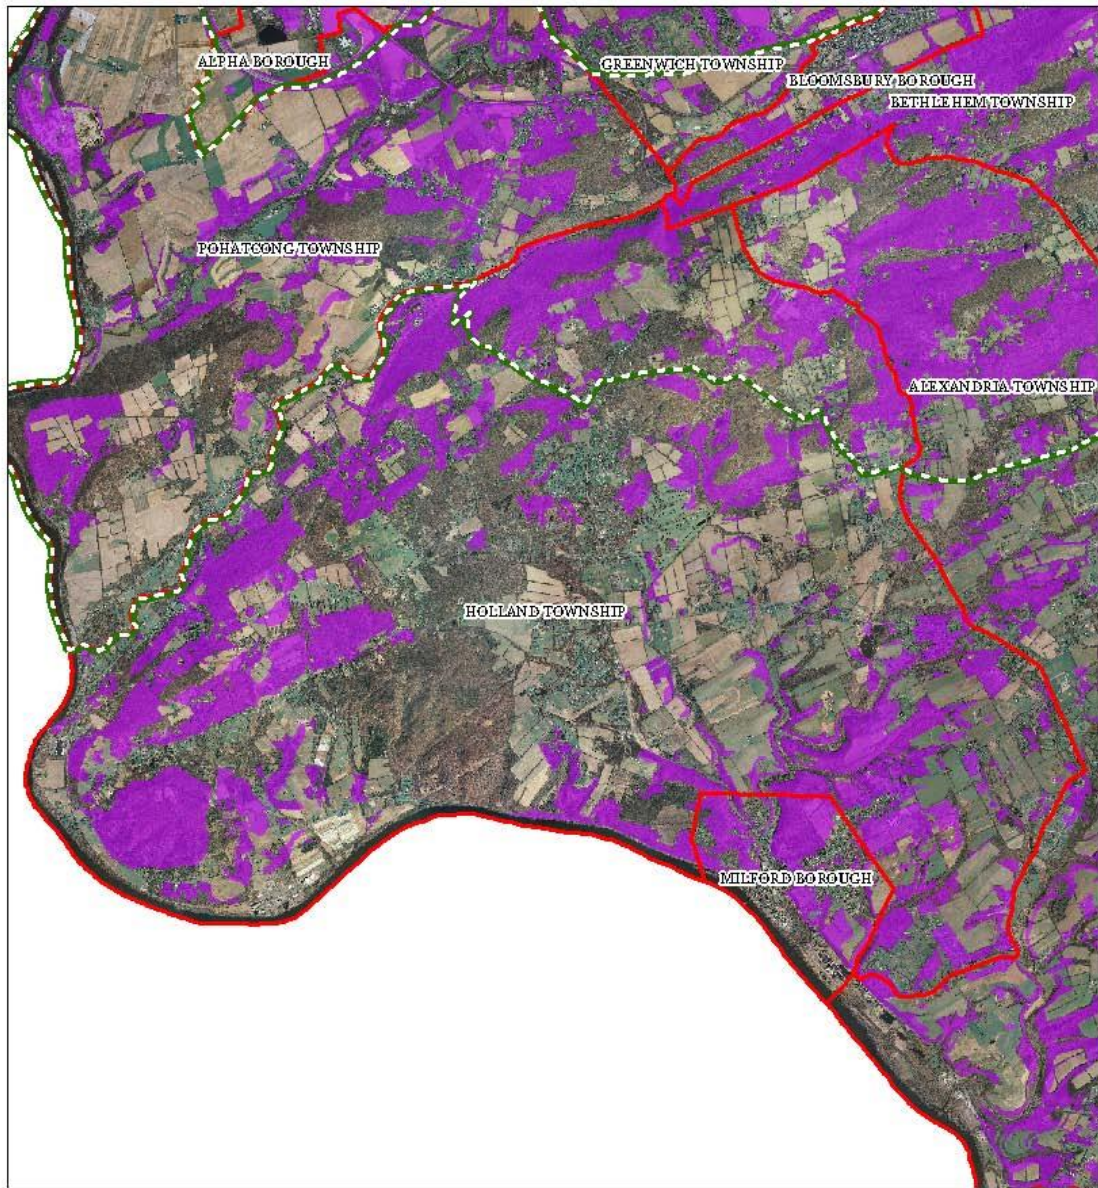 ALPHA BOROUGH
GREENWICH TOWNSHIP
BLOOMSBURY BOROUGH
BETHLEHEM TOWNSHIP
POHATCONG TOWNSHIP
ALEXANDRIA TOWNSHIP
HOLLAND TOWNSHIP
MILFORD BOROUGH